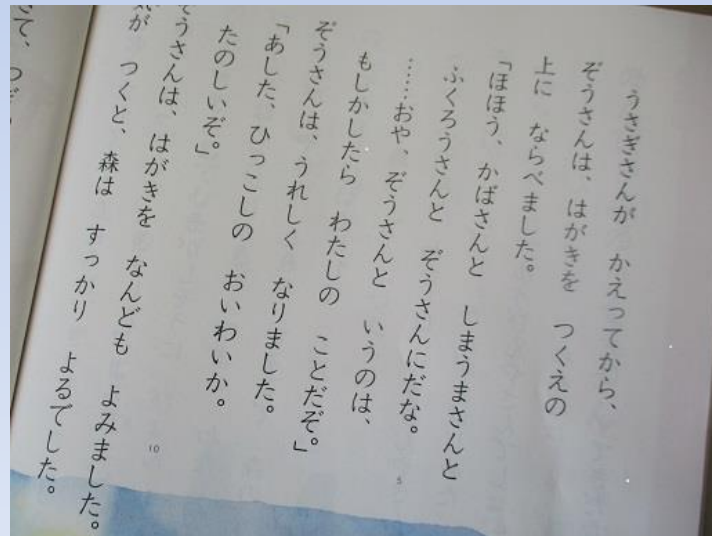 うさぎさんが　かえってから、
ぞうさんは、はがきを　つくえの
上に　ならべました。
「ほほう、かばさんと　しまうまさんと
ふくろうさんと　ぞうさんにだな。
……おや、ぞうさんと　いうのは、
もしかしたら　わたしの　ことだぞ。」
ぞうさんは、うれしく　なりました。
「あした、ひっこしの　おいわいか。
たのしいぞ。」
ぞうさんは、はがきを　なんども　よみました。
気が　つくと、森は　すっかり　よるでした。
5
10